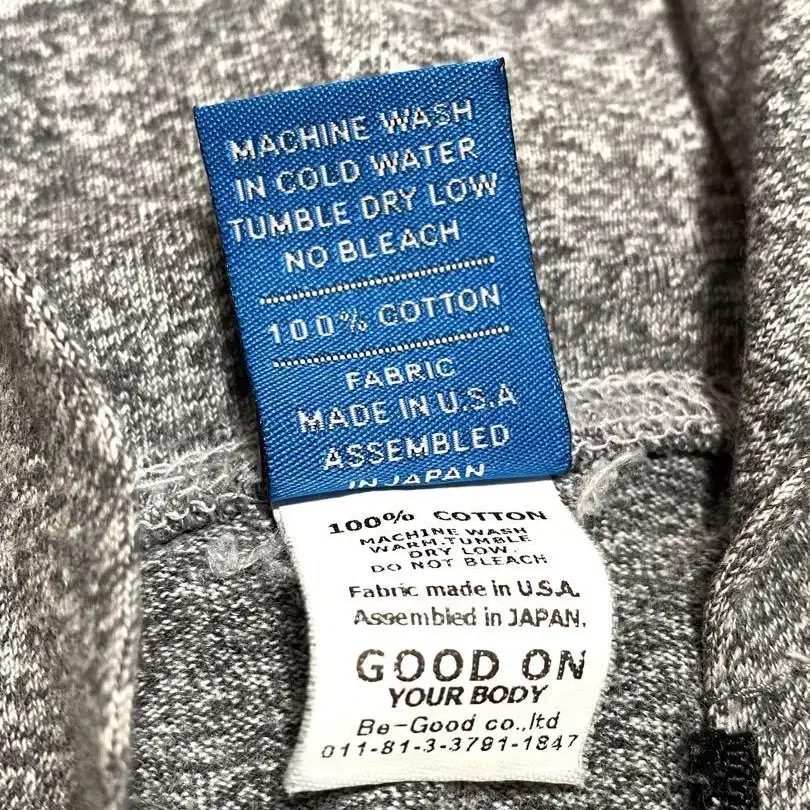 MACHINE WASH
IN COLD WATER
TUMBLE DRY LOW
NO BLEACH
100% COTTON
FABRIC
MADE IN U.S.A
ASSEMBLED
IN JAPAN
100% COTTON
MACHINE WASH
WARM.TUMBLE
DRY LOW.
DO NOT BLEACH
Fabric made in U.S.A.
Assembled in JAPAN.
GOOD ON
YOUR BODY
Be-Good co.,ltd
011-81-3-3791-1847